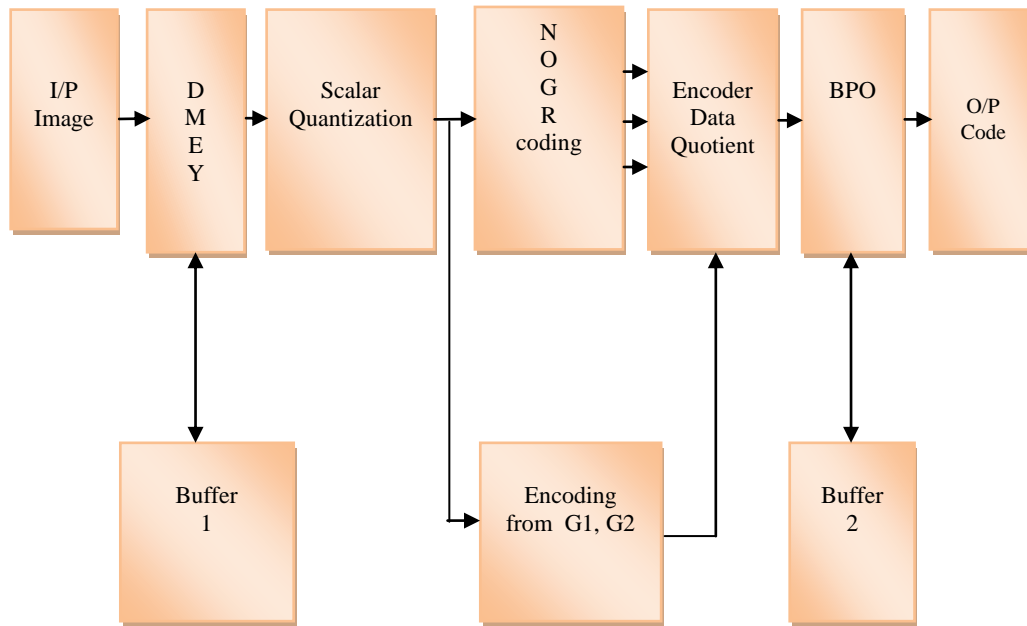 I/P
Image
D
M
E
Y
Scalar
Quantization
N
O
G
R
coding
Encoder
Data
Quotient
BPO
O/P
Code
Buffer
1
Encoding
from G1, G2
Buffer
2